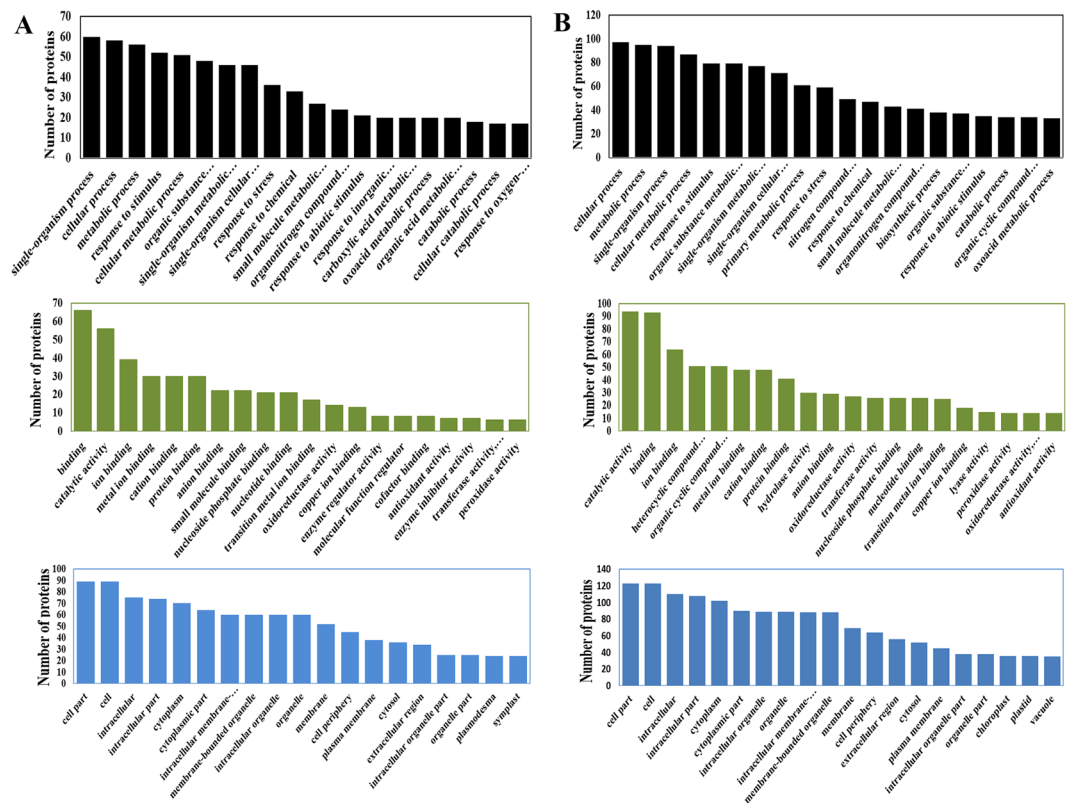 A
Number of proteins
70
60
50
40
30
20
10
0
single-organism process
cellular process
metabolic process
response to stimulus
cellular metabolic process
organic substance…
single-organism metabolic…
single-organism cellular…
response to stress
response to chemical
small molecule metabolic…
organonitrogen compound…
response to abiotic stimulus
response to inorganic…
carboxylic acid metabolic…
oxoacid metabolic process
organic acid metabolic…
catabolic process
cellular catabolic process
response to oxygen-…
Number of proteins
70
60
50
40
30
20
10
0
binding
catalytic activity
ion binding
metal ion binding
cation binding
protein binding
anion binding
small molecule binding
nucleoside phosphate binding
nucleotide binding
transition metal ion binding
oxidoreductase activity
copper ion binding
enzyme regulator activity
molecular function regulator
cofactor binding
antioxidant activity
enzyme inhibitor activity
transferase activity,…
peroxidase activity
Number of proteins
100
90
80
70
60
50
40
30
20
10
0
cell part
cell
intracellular
intracellular part
cytoplasm
cytoplasmic part
intracellular membrane-…
membrane-bounded organelle
intracellular organelle
organelle
membrane
cell periphery
plasma membrane
cytosol
extracellular region
intracellular organelle part
organelle part
plasmodesma
symplast
B
Number of proteins
120
100
80
60
40
20
0
cellular process
metabolic process
single-organism process
cellular metabolic process
response to stimulus
organic substance metabolic…
single-organism metabolic…
single-organism cellular…
primary metabolic process
response to stress
nitrogen compound…
response to chemical
small molecule metabolic…
organonitrogen compound…
biosynthetic process
organic substance…
response to abiotic stimulus
catabolic process
organic cyclic compound…
oxoacid metabolic process
Number of proteins
100
90
80
70
60
50
40
30
20
10
0
catalytic activity
binding
ion binding
heterocyclic compound…
organic cyclic compound…
metal ion binding
cation binding
protein binding
hydrolase activity
anion binding
oxidoreductase activity
transferase activity
nucleoside phosphate binding
nucleotide binding
transition metal ion binding
copper ion binding
lyase activity
peroxidase activity
oxidoreductase activity,…
antioxidant activity
Number of proteins
140
120
100
80
60
40
20
0
cell part
cell
intracellular
intracellular part
cytoplasm
cytoplasmic part
intracellular organelle
organelle
intracellular membrane-…
membrane-bounded organelle
membrane
cell periphery
extracellular region
cytosol
plasma membrane
intracellular organelle part
organelle part
chloroplast
plastid
vacuole